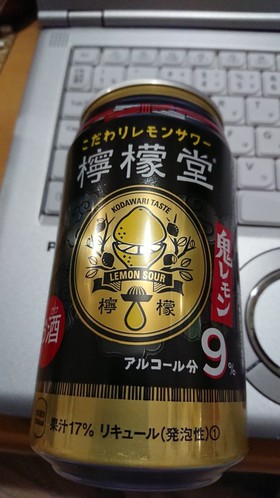 こだわりレモンサワー
檸檬堂
KODAWARI TASTE
LEMON SOUR
檸檬
鬼レモン
酒
アルコール分
9%
果汁17% リキュール(発泡性)①